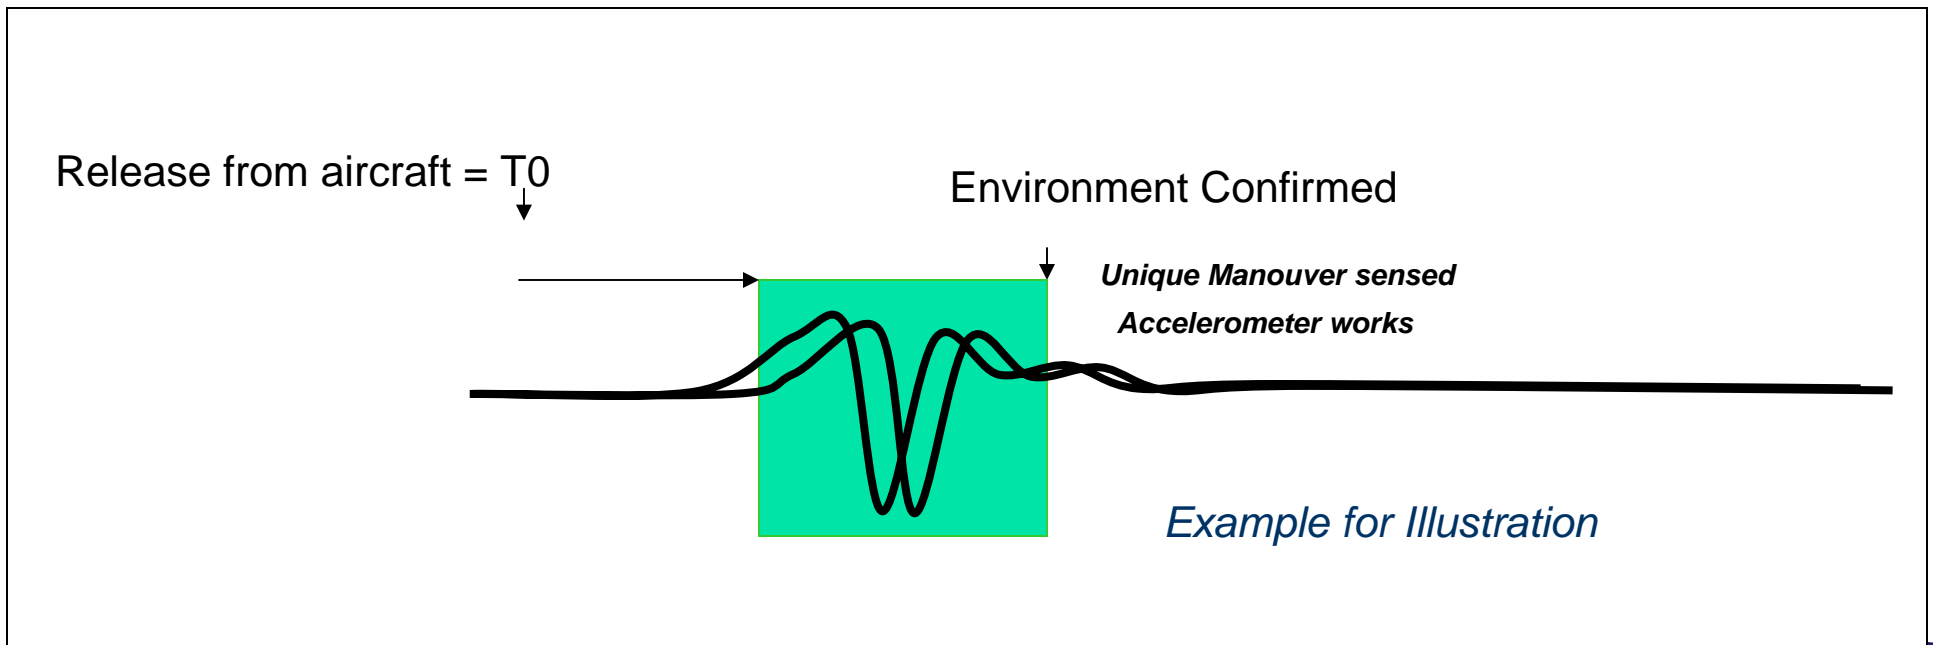 Release from aircraft = T0
Environment Confirmed
Unique Manouver sensed
Accelerometer works
Example for Illustration